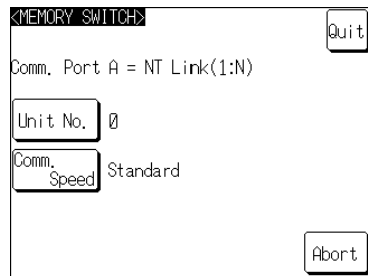 <MEMORY SWITCH>
Quit
Comm. Port A = NT Link(1:N)
Unit No. 0
Comm. Speed Standard
Abort